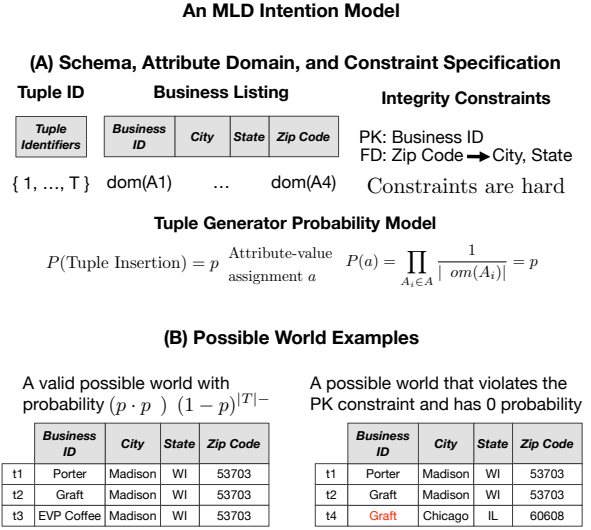 An MLD Intention Model
(A) Schema, Attribute Domain, and Constraint Specification
Tuple ID
Business Listing
Integrity Constraints
Tuple Identifiers
Business ID City State Zip Code
{ 1, …, T } dom(A1) … dom(A4)
PK: Business ID
FD: Zip Code → City, State
Constraints are hard
Tuple Generator Probability Model
P(Tuple Insertion) = p
Attribute-value
assignment a
P(a) = ∏_{A_i∈A} 1 / | om(A_i)| = p
(B) Possible World Examples
A valid possible world with
probability (p · p ) (1 − p)^{|T|−}
Business ID City State Zip Code
t1 Porter Madison WI 53703
t2 Graft Madison WI 53703
t3 EVP Coffee Madison WI 53703
A possible world that violates the
PK constraint and has 0 probability
Business ID City State Zip Code
t1 Porter Madison WI 53703
t2 Graft Madison WI 53703
t4 Graft Chicago IL 60608